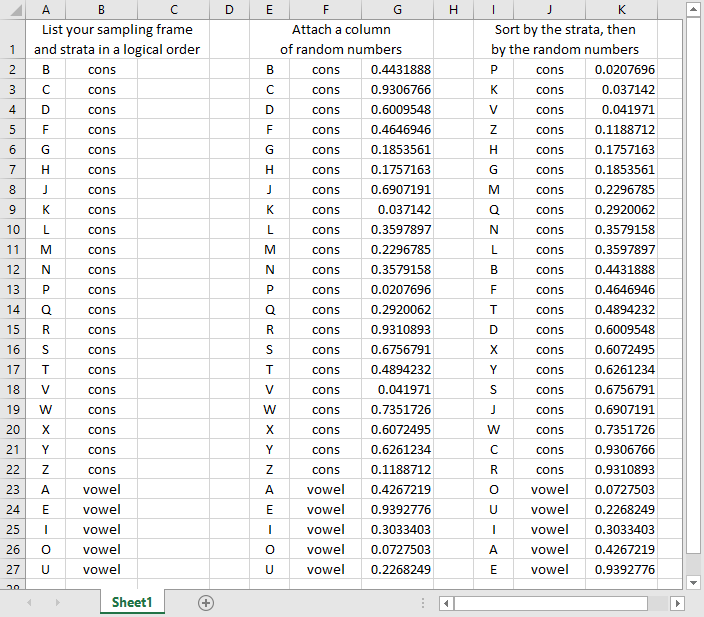 A B C D E F G H I J K
List your sampling frame Attach a column Sort by the strata, then
1 and strata in a logical order of random numbers by the random numbers
2 B cons B cons 0.4431888 P cons 0.0207696
3 C cons C cons 0.9306766 K cons 0.037142
4 D cons D cons 0.6009548 V cons 0.041971
5 F cons F cons 0.4646946 Z cons 0.1188712
6 G cons G cons 0.1853561 H cons 0.1757163
7 H cons H cons 0.1757163 G cons 0.1853561
8 J cons J cons 0.6907191 M cons 0.2296785
9 K cons K cons 0.037142 Q cons 0.2920062
10 L cons L cons 0.3597897 N cons 0.3579158
11 M cons M cons 0.2296785 L cons 0.3597897
12 N cons N cons 0.3579158 B cons 0.4431888
13 P cons P cons 0.0207696 F cons 0.4646946
14 Q cons Q cons 0.2920062 T cons 0.4894232
15 R cons R cons 0.9310893 D cons 0.6009548
16 S cons S cons 0.6756791 X cons 0.6072495
17 T cons T cons 0.4894232 Y cons 0.6261234
18 V cons V cons 0.041971 S cons 0.6756791
19 W cons W cons 0.7351726 J cons 0.6907191
20 X cons X cons 0.6072495 W cons 0.7351726
21 Y cons Y cons 0.6261234 C cons 0.9306766
22 Z cons Z cons 0.1188712 R cons 0.9310893
23 A vowel A vowel 0.4267219 O vowel 0.0727503
24 E vowel E vowel 0.9392776 U vowel 0.2268249
25 I vowel I vowel 0.3033403 I vowel 0.3033403
26 O vowel O vowel 0.0727503 A vowel 0.4267219
27 U vowel U vowel 0.2268249 E vowel 0.9392776
Sheet1